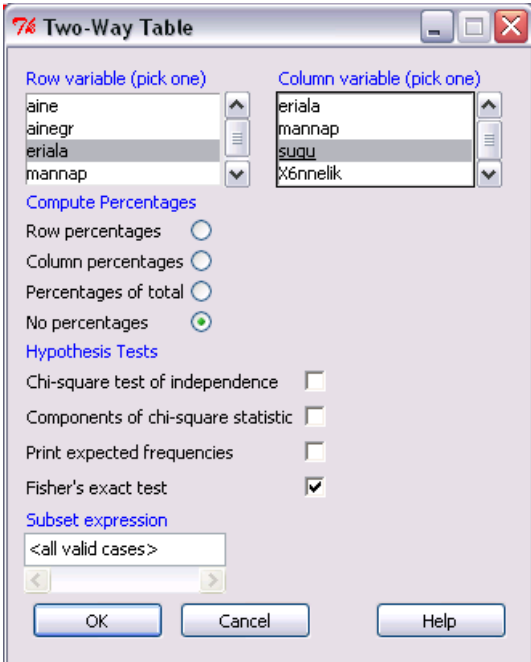 Two-Way Table
Row variable (pick one)
aine
ainegr
eriala
mannap
Column variable (pick one)
eriala
mannap
sugu
X6nnelik
Compute Percentages
Row percentages
Column percentages
Percentages of total
No percentages
Hypothesis Tests
Chi-square test of independence
Components of chi-square statistic
Print expected frequencies
Fisher's exact test
Subset expression
<all valid cases>
OK
Cancel
Help